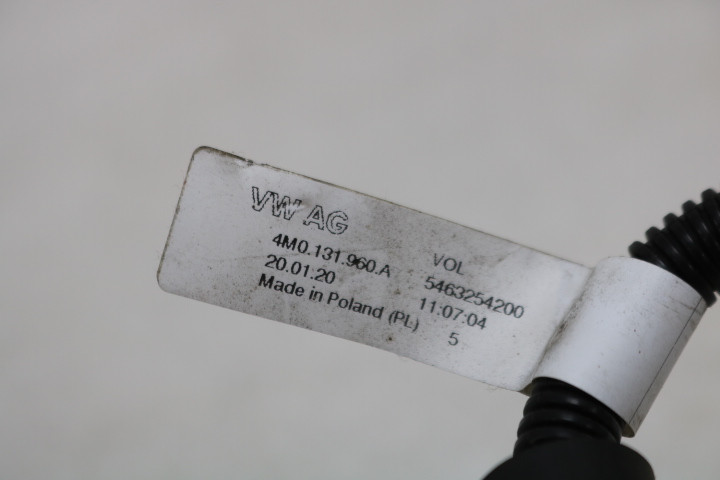 VW AG
4M0.131.960.A VOL
20.01.20 5463254200
Made in Poland (PL) 11:07:04
5